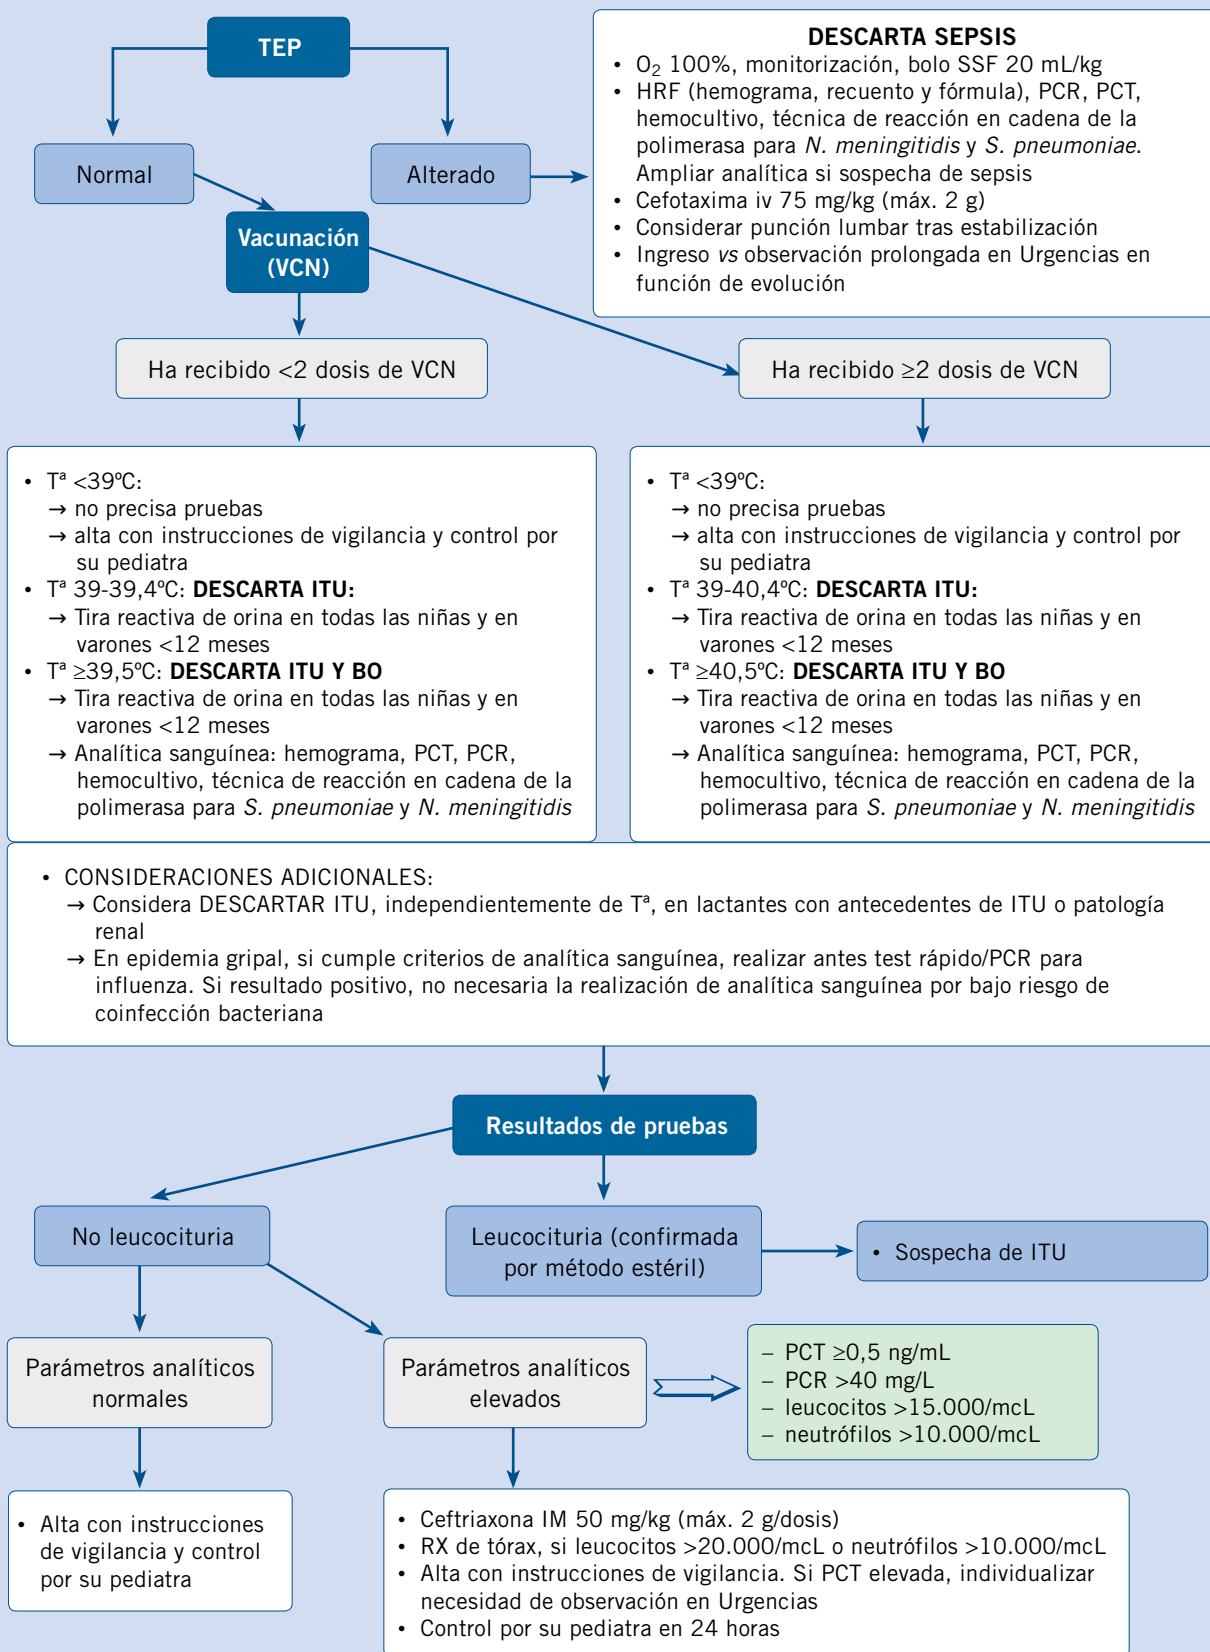 TEP
DESCARTA SEPSIS
• O2 100%, monitorización, bolo SSF 20 mL/kg
• HRF (hemograma, recuento y fórmula), PCR, PCT,
hemocultivo, técnica de reacción en cadena de la
polimerasa para N. meningitidis y S. pneumoniae.
Ampliar analítica si sospecha de sepsis
• Cefotaxima iv 75 mg/kg (máx. 2 g)
• Considerar punción lumbar tras estabilización
• Ingreso vs observación prolongada en Urgencias en
función de evolución
Normal
Alterado
Vacunación
(VCN)
Ha recibido <2 dosis de VCN
Ha recibido ≥2 dosis de VCN
• Tª <39ºC:
→ no precisa pruebas
→ alta con instrucciones de vigilancia y control por
su pediatra
• Tª 39-39,4ºC: DESCARTA ITU:
→ Tira reactiva de orina en todas las niñas y en
varones <12 meses
• Tª ≥39,5ºC: DESCARTA ITU Y BO
→ Tira reactiva de orina en todas las niñas y en
varones <12 meses
→ Analítica sanguínea: hemograma, PCT, PCR,
hemocultivo, técnica de reacción en cadena de la
polimerasa para S. pneumoniae y N. meningitidis
• Tª <39ºC:
→ no precisa pruebas
→ alta con instrucciones de vigilancia y control por
su pediatra
• Tª 39-40,4ºC: DESCARTA ITU:
→ Tira reactiva de orina en todas las niñas y en
varones <12 meses
• Tª ≥40,5ºC: DESCARTA ITU Y BO
→ Tira reactiva de orina en todas las niñas y en
varones <12 meses
→ Analítica sanguínea: hemograma, PCT, PCR,
hemocultivo, técnica de reacción en cadena de la
polimerasa para S. pneumoniae y N. meningitidis
• CONSIDERACIONES ADICIONALES:
→ Considera DESCARTAR ITU, independientemente de Tª, en lactantes con antecedentes de ITU o patología
renal
→ En epidemia gripal, si cumple criterios de analítica sanguínea, realizar antes test rápido/PCR para
influenza. Si resultado positivo, no necesaria la realización de analítica sanguínea por bajo riesgo de
coinfección bacteriana
Resultados de pruebas
No leucocituria
Leucocituria (confirmada
por método estéril)
• Sospecha de ITU
Parámetros analíticos
normales
Parámetros analíticos
elevados
– PCT ≥0,5 ng/mL
– PCR >40 mg/L
– leucocitos >15.000/mcL
– neutrófilos >10.000/mcL
• Alta con instrucciones
de vigilancia y control
por su pediatra
• Ceftriaxona IM 50 mg/kg (máx. 2 g/dosis)
• RX de tórax, si leucocitos >20.000/mcL o neutrófilos >10.000/mcL
• Alta con instrucciones de vigilancia. Si PCT elevada, individualizar
necesidad de observación en Urgencias
• Control por su pediatra en 24 horas